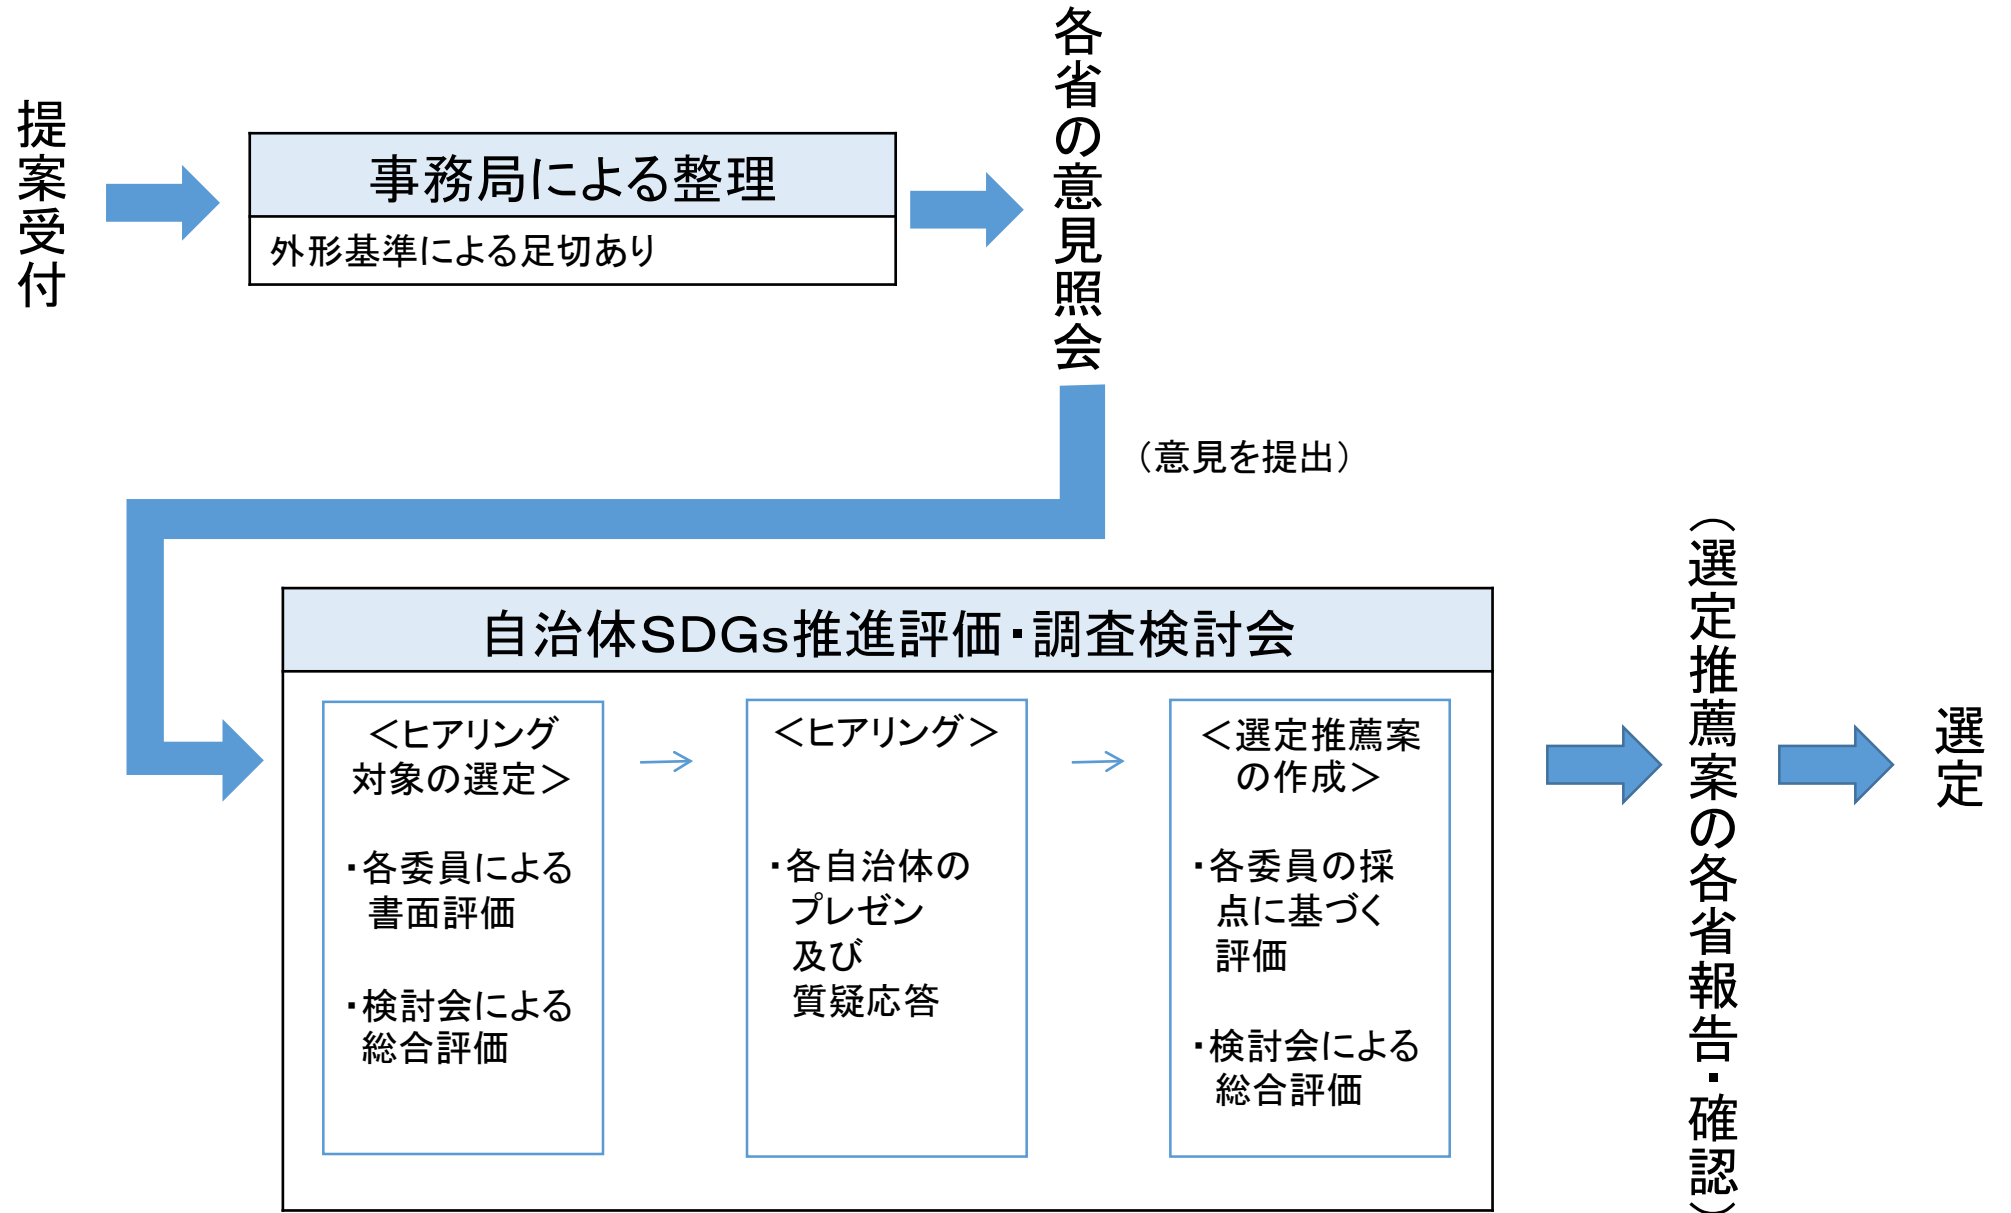 提案受付
事務局による整理
外形基準による足切あり
各省の意見照会
（意見を提出）
自治体SDGs推進評価・調査検討会
＜ヒアリング
対象の選定＞
・各委員による
書面評価
・検討会による
総合評価
＜ヒアリング＞
・各自治体の
プレゼン
及び
質疑応答
＜選定推薦案
の作成＞
・各委員の採
点に基づく
評価
・検討会による
総合評価
（選定推薦案の各省報告・確認）
選定